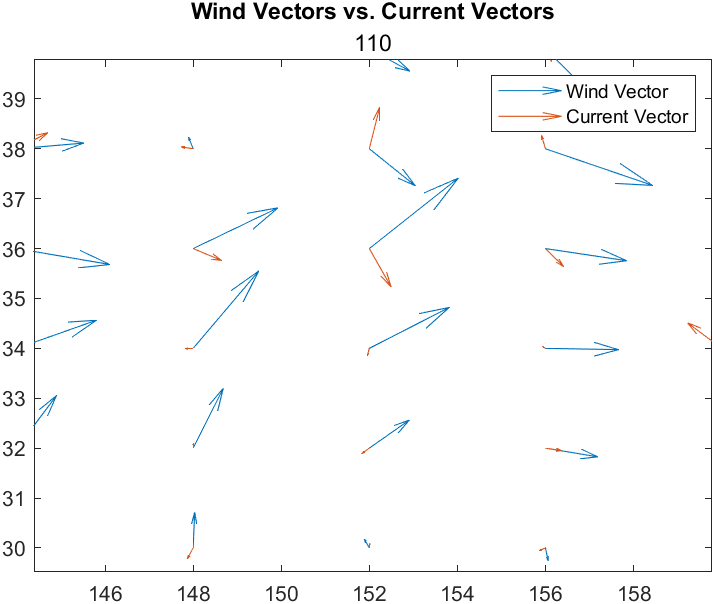 Wind Vectors vs. Current Vectors
110
Wind Vector
Current Vector
39
38
37
36
35
34
33
32
31
30
146 148 150 152 154 156 158